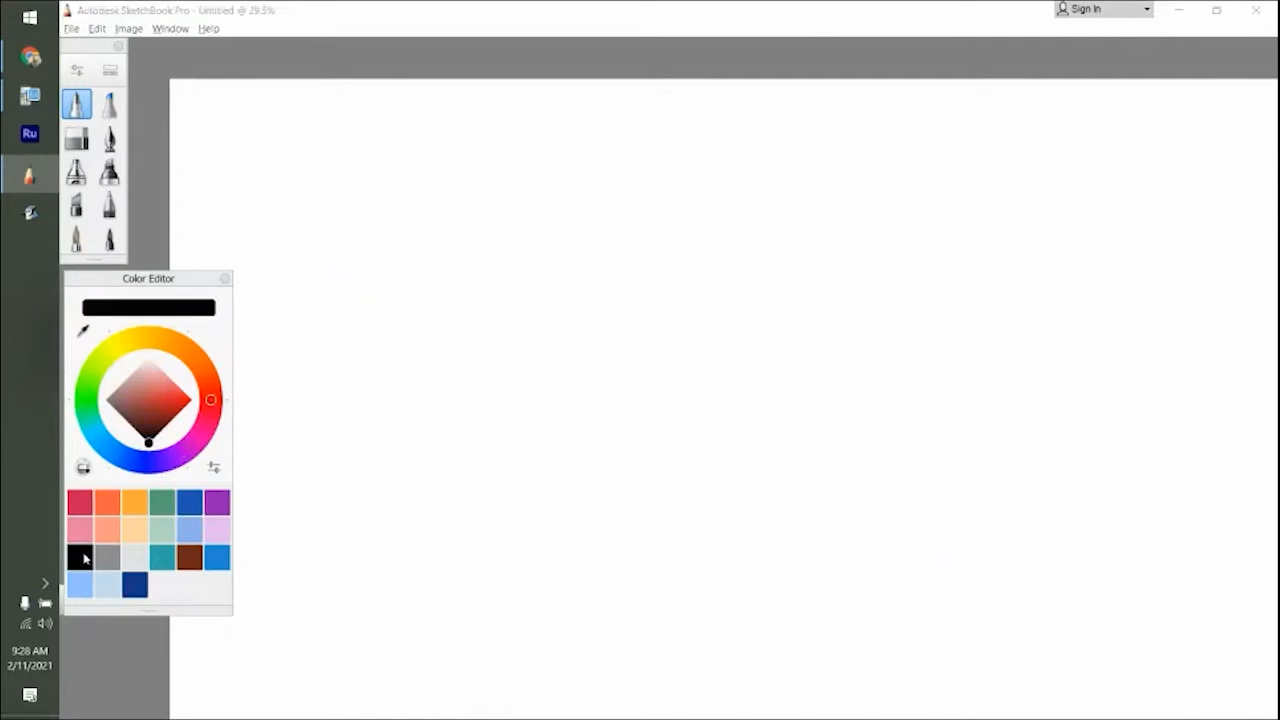 Autodesk SketchBook Pro - Untitled @ 29.5%
Sign In
File Edit Image Window Help
Ru
Color Editor
9:28 AM
2/11/2021